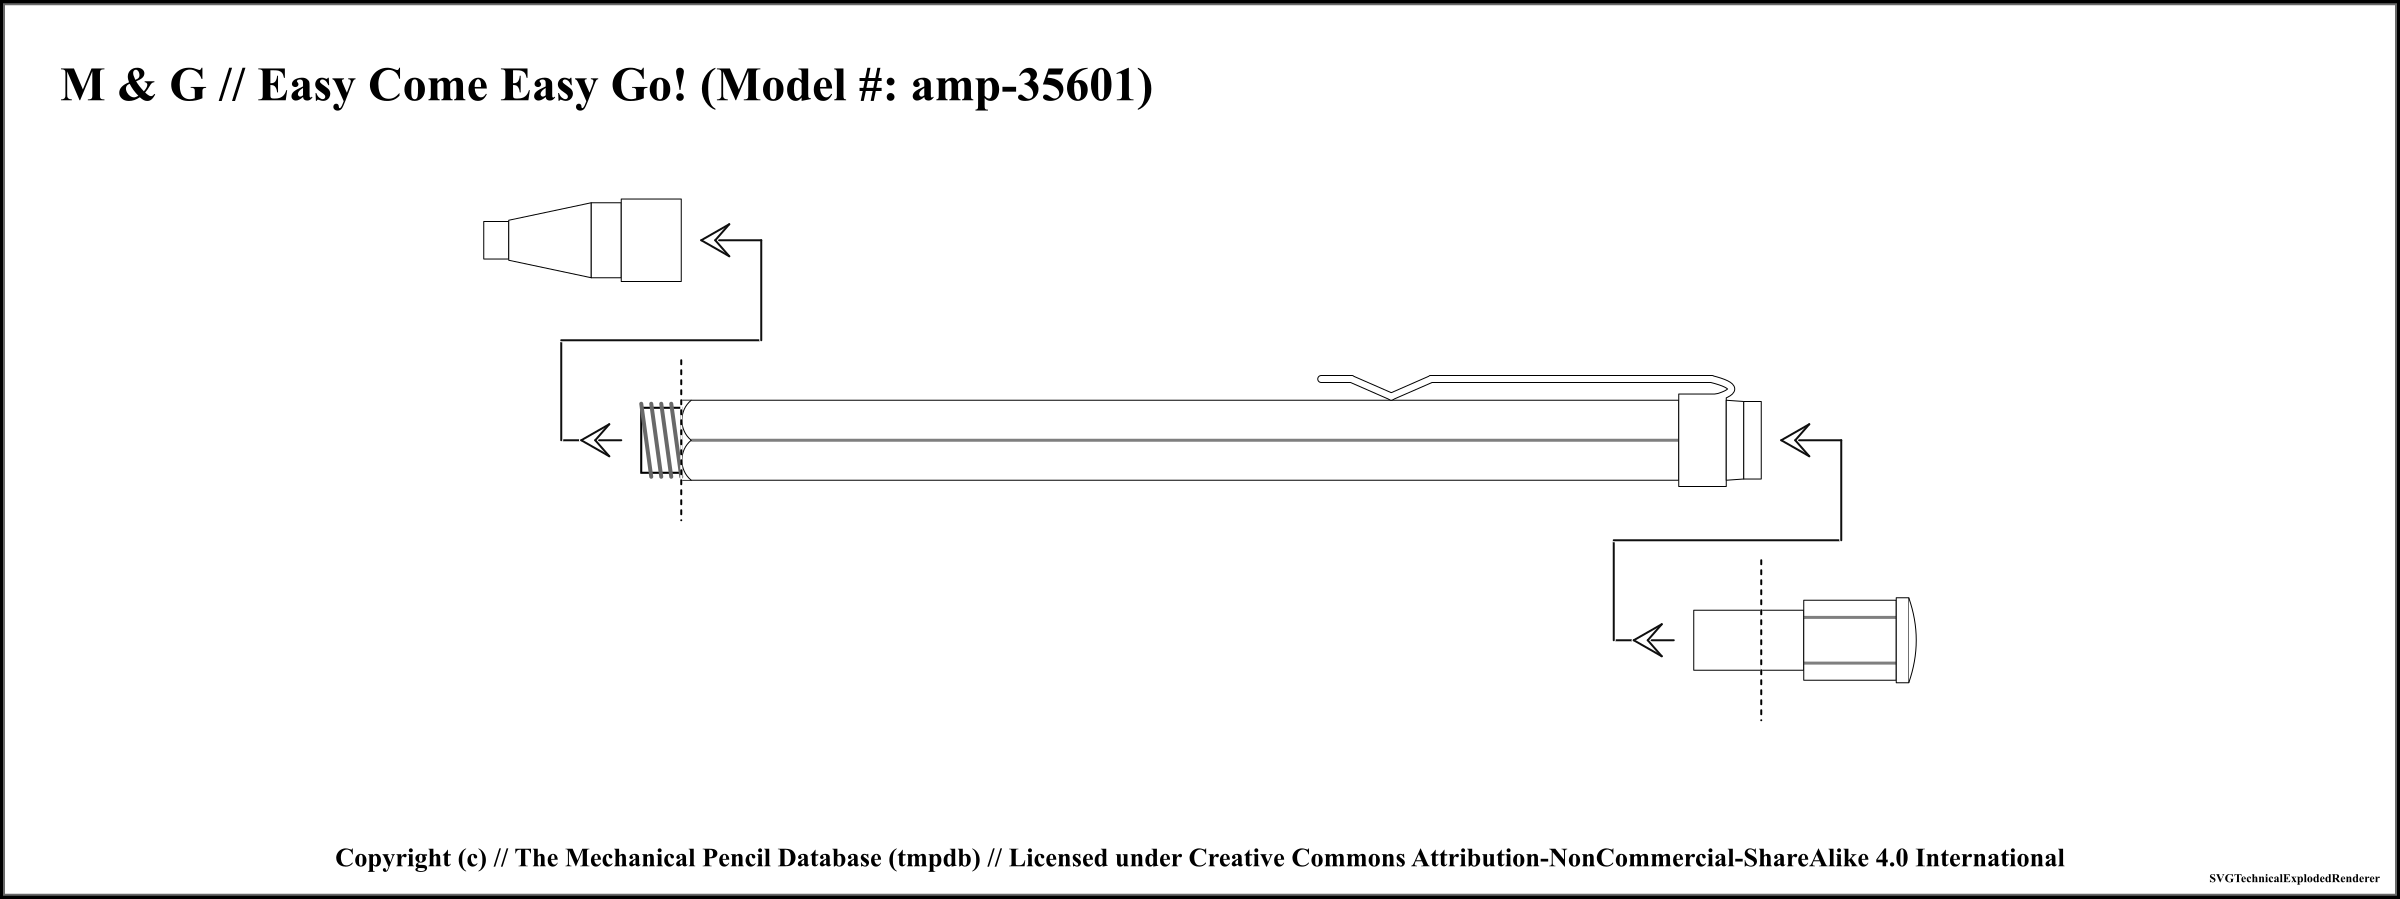 M & G // Easy Come Easy Go! (Model #: amp-35601)
Copyright (c) // The Mechanical Pencil Database (tmpdb) // Licensed under Creative Commons Attribution-NonCommercial-ShareAlike 4.0 International
SVGTechnicalExplodedRenderer